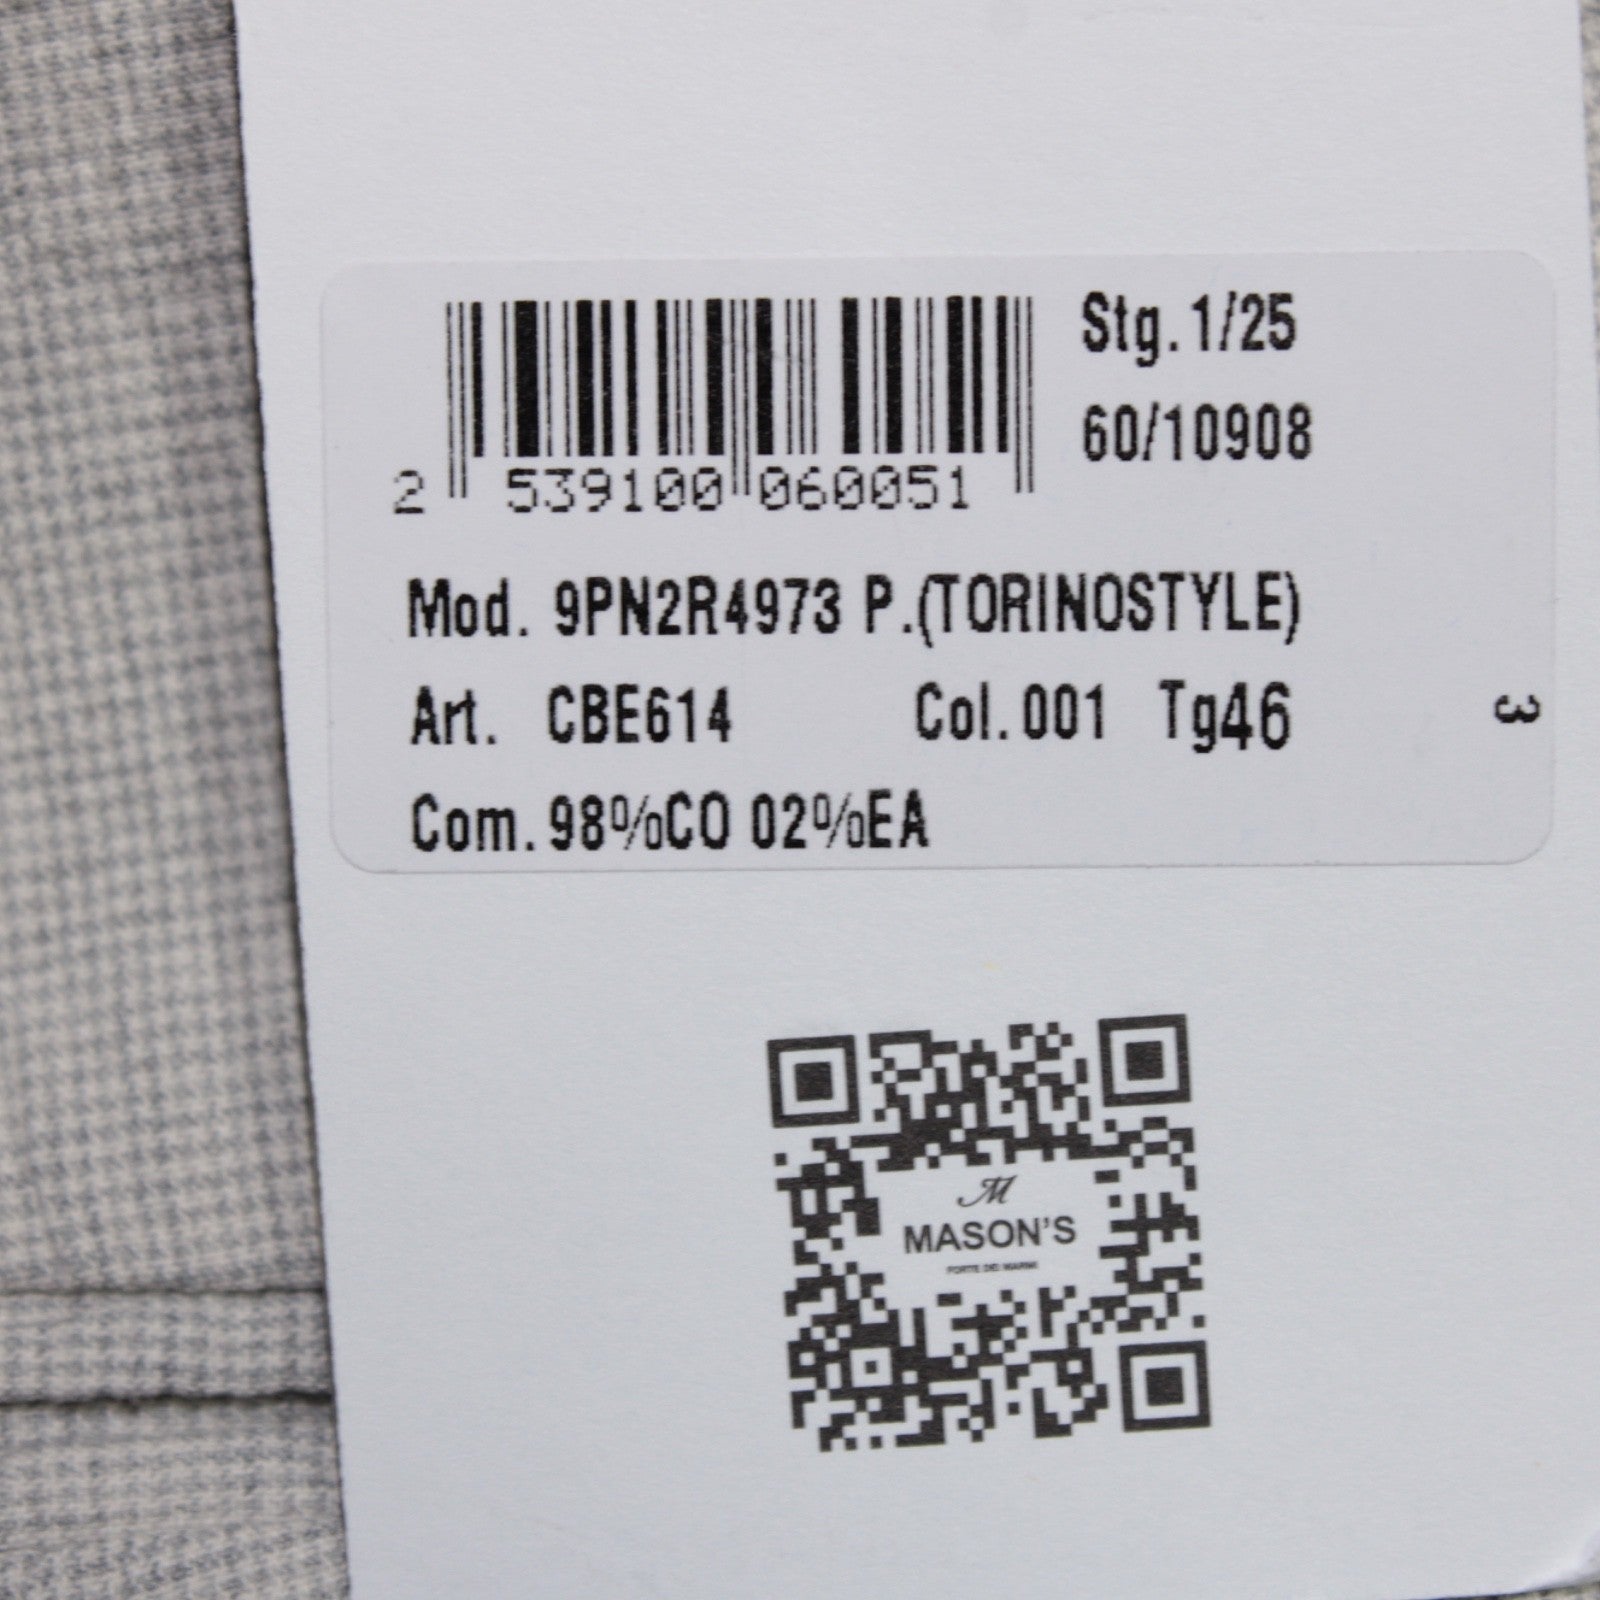 Stg. 1/25
60/10908
2 539100 060051
Mod. 9PN2R4973 P.(TORINOSTYLE)
Art. CBE614 Col. 001 Tg46
3
Com. 98%CO 02%EA
M
MASON'S
FORTE DEI MARMI